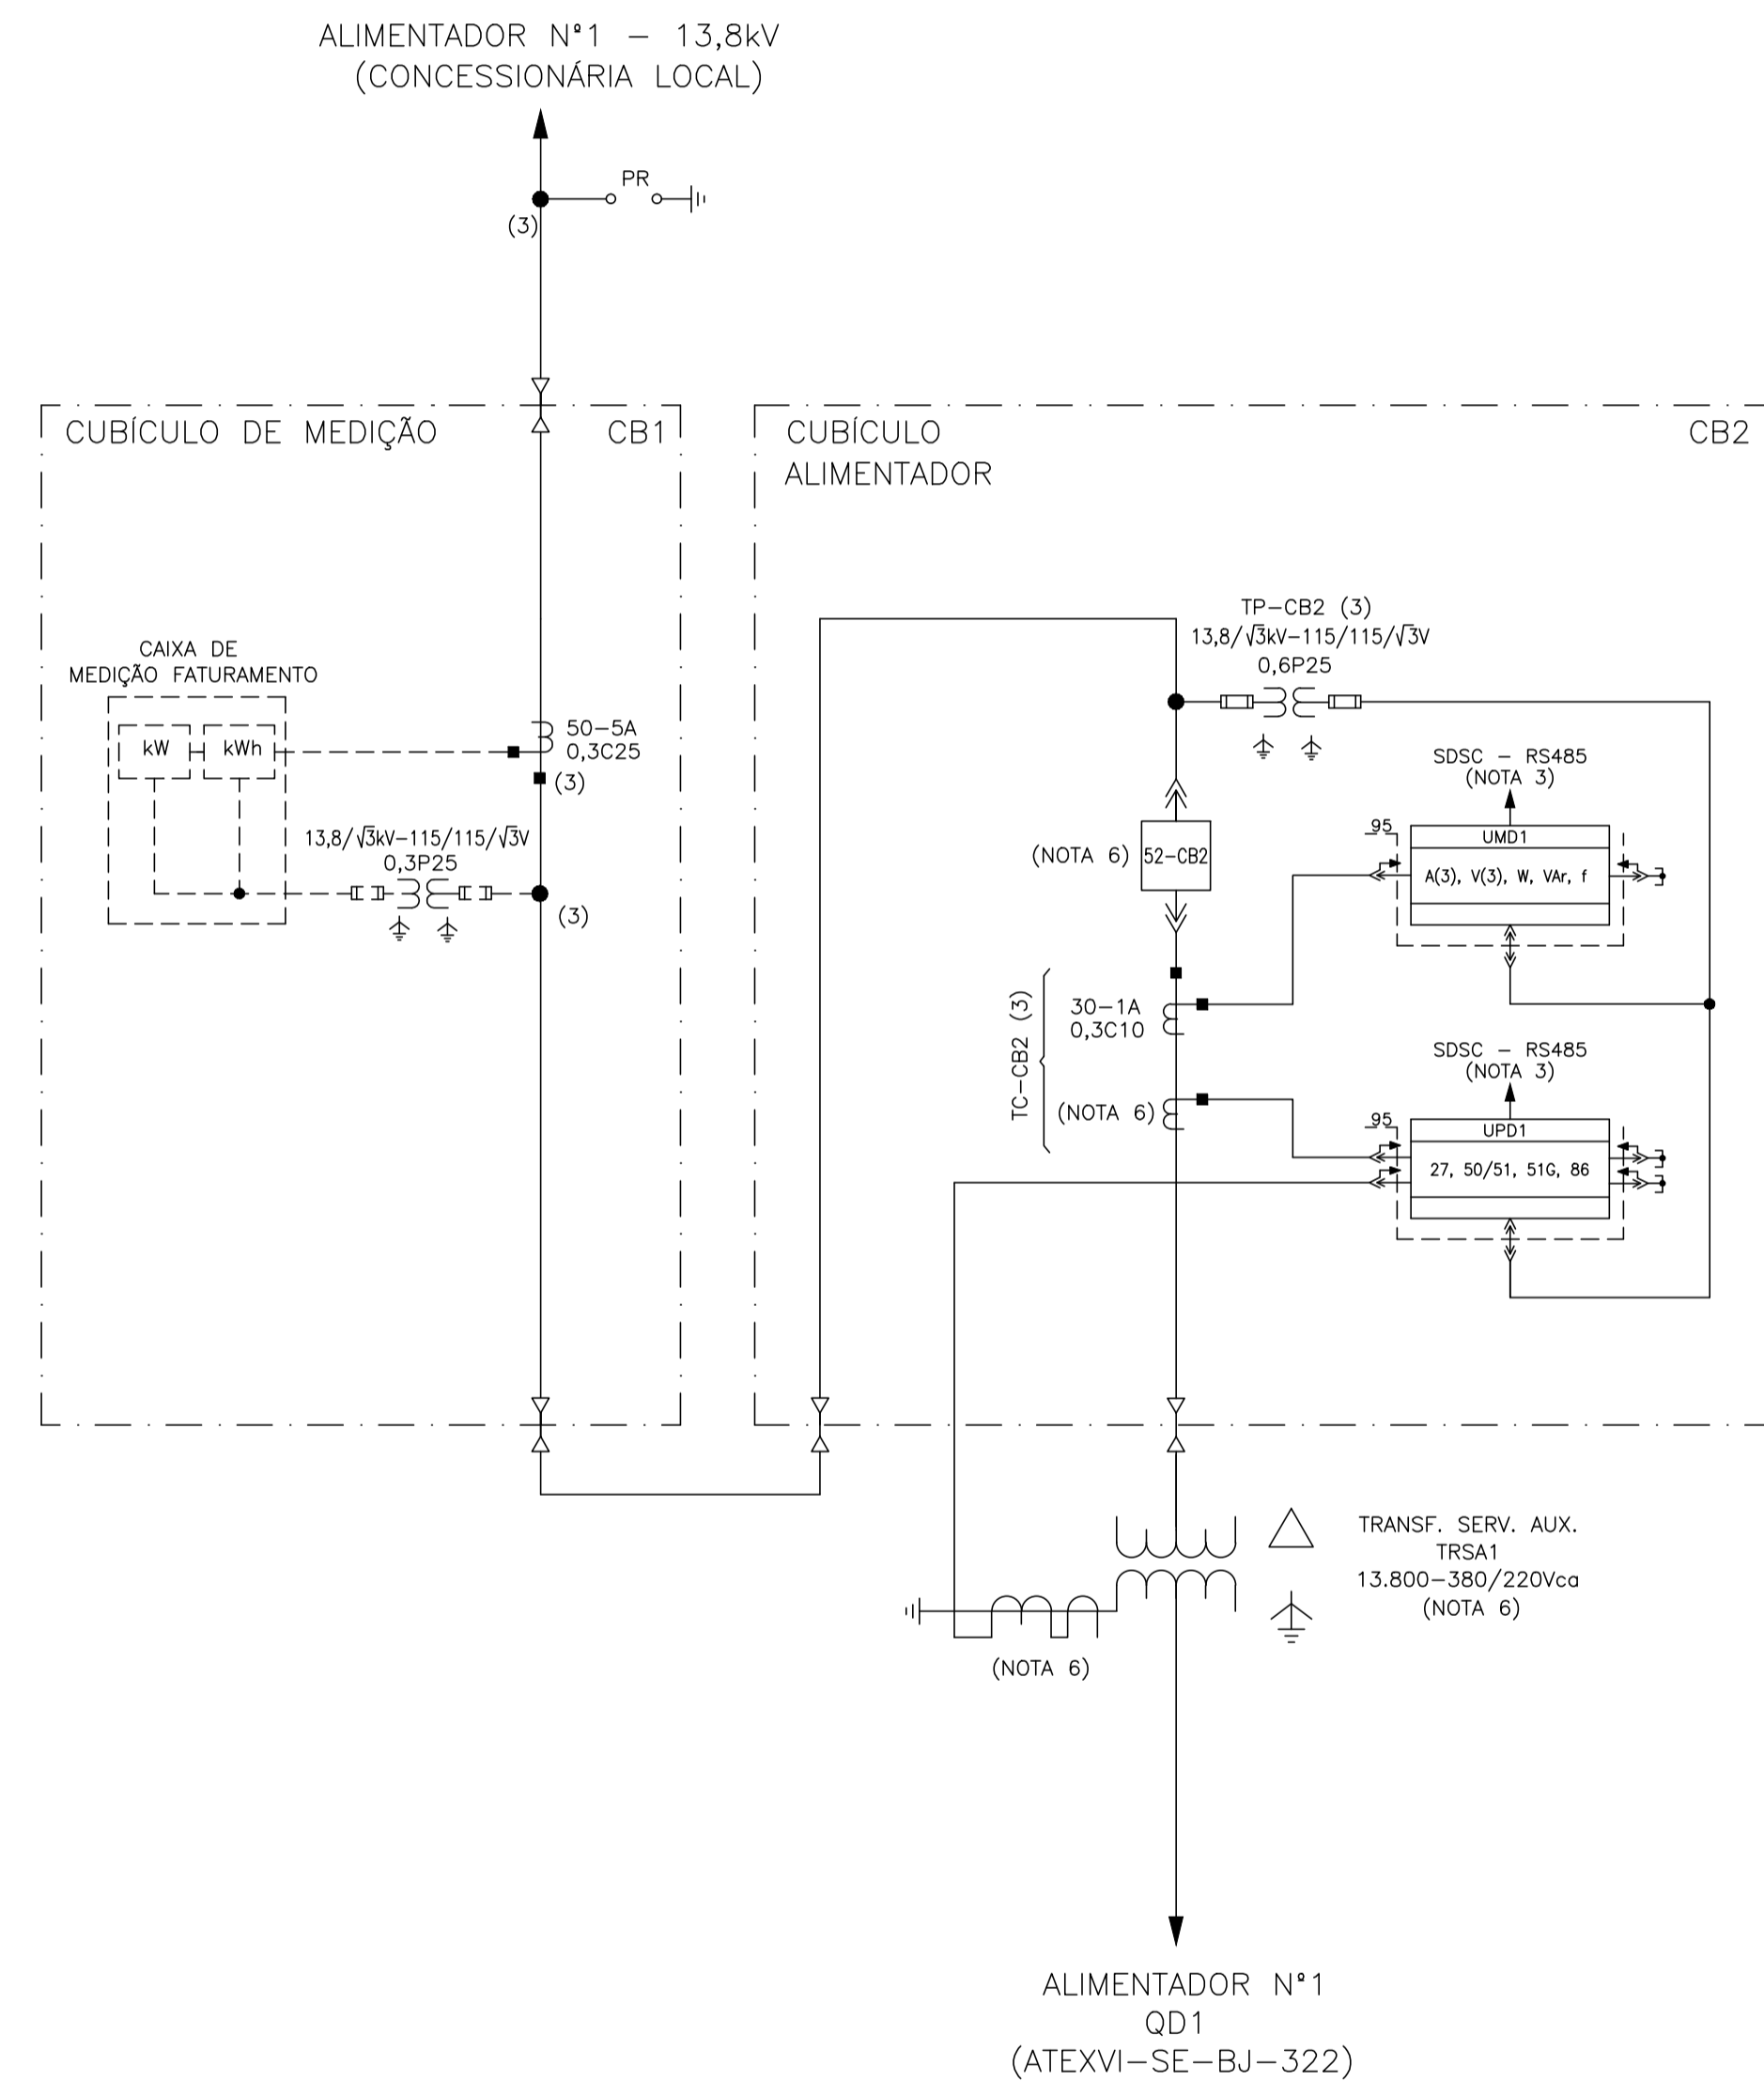 ALIMENTADOR Nº1 – 13,8kV
(CONCESSIONÁRIA LOCAL)
PR
(3)
CUBÍCULO DE MEDIÇÃO
CB1
CAIXA DE
MEDIÇÃO FATURAMENTO
kW
kWh
50–5A
0,3C25
(3)
13,8/√3kV–115/115/√3V
0,3P25
(3)
CUBÍCULO
ALIMENTADOR
CB2
TP–CB2 (3)
13,8/√3kV–115/115/√3V
0,6P25
(NOTA 6)
52–CB2
SDSC – RS485
(NOTA 3)
95
UMD1
A(3), V(3), W, VAr, f
TC–CB2 (3)
30–1A
0,3C10
(NOTA 6)
SDSC – RS485
(NOTA 3)
95
UPD1
27, 50/51, 51G, 86
TRANSF. SERV. AUX.
TRSA1
13.800–380/220Vca
(NOTA 6)
(NOTA 6)
ALIMENTADOR Nº1
QD1
(ATEXVI–SE–BJ–322)